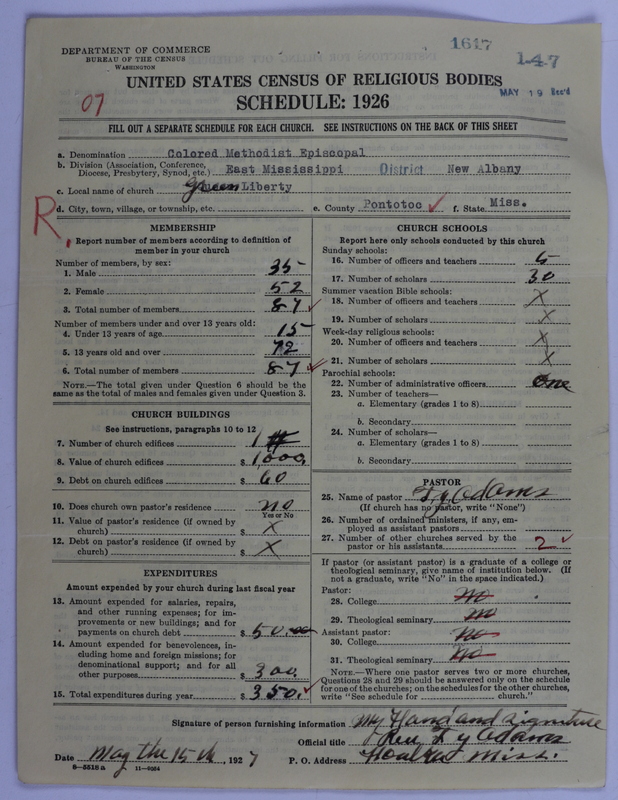 DEPARTMENT OF COMMERCE
BUREAU OF THE CENSUS
WASHINGTON
1617
147
MAY 19 Rec'd
07
UNITED STATES CENSUS OF RELIGIOUS BODIES
SCHEDULE: 1926
FILL OUT A SEPARATE SCHEDULE FOR EACH CHURCH. SEE INSTRUCTIONS ON THE BACK OF THIS SHEET
a. Denomination Colored Methodist Episcopal
b. Division (Association, Conference, Diocese, Presbytery, Synod, etc.) East Mississippi District New Albany
c. Local name of church Green Liberty
d. City, town, village, or township, etc. e. County Pontotoc f. State Miss.
R
MEMBERSHIP
Report number of members according to definition of member in your church
Number of members, by sex:
1. Male 35
2. Female 52
3. Total number of members 87
Number of members under and over 13 years old:
4. Under 13 years of age 15
5. 13 years old and over 72
6. Total number of members 87
NOTE.—The total given under Question 6 should be the same as the total of males and females given under Question 3.
CHURCH BUILDINGS
See instructions, paragraphs 10 to 12
7. Number of church edifices 1
8. Value of church edifices $ 1,000,
9. Debt on church edifices $ 60
10. Does church own pastor's residence no
Yes or No
11. Value of pastor's residence (if owned by church) $ X
12. Debt on pastor's residence (if owned by church) $ X
EXPENDITURES
Amount expended by your church during last fiscal year
13. Amount expended for salaries, repairs, and other running expenses; for improvements or new buildings; and for payments on church debt $ 50
14. Amount expended for benevolences, including home and foreign missions; for denominational support; and for all other purposes $ 300.
15. Total expenditures during year $ 350.
CHURCH SCHOOLS
Report here only schools conducted by this church
Sunday schools:
16. Number of officers and teachers 5
17. Number of scholars 30
Summer vacation Bible schools:
18. Number of officers and teachers X
19. Number of scholars X
Week-day religious schools:
20. Number of officers and teachers X
21. Number of scholars X
Parochial schools:
22. Number of administrative officers one
23. Number of teachers—
a. Elementary (grades 1 to 8)
b. Secondary
24. Number of scholars—
a. Elementary (grades 1 to 8)
b. Secondary
PASTOR
25. Name of pastor F y Adams
(If church has no pastor, write "None")
26. Number of ordained ministers, if any, employed as assistant pastors
27. Number of other churches served by the pastor or his assistants 2
If pastor (or assistant pastor) is a graduate of a college or theological seminary, give name of institution below. (If not a graduate, write "No" in the space indicated.)
Pastor:
28. College no
29. Theological seminary no
Assistant pastor:
30. College no
31. Theological seminary no
NOTE.—Where one pastor serves two or more churches, Questions 28 and 29 should be answered only on the schedule for one of the churches; on the schedules for the other churches, write "See schedule for church."
Signature of person furnishing information My Hand and Signature
Official title Rev F y Adams
Date May the 15th, 1927 P. O. Address Miss.
8—5518 a 11—9064